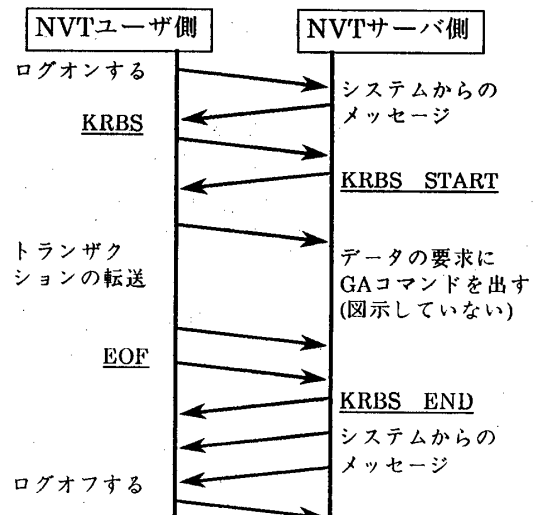 NVTユーザ側
NVTサーバ側
ログオンする
システムからの
メッセージ
KRBS
KRBS START
トランザク
ションの転送
データの要求に
GAコマンドを出す
(図示していない)
EOF
KRBS END
システムからの
メッセージ
ログオフする